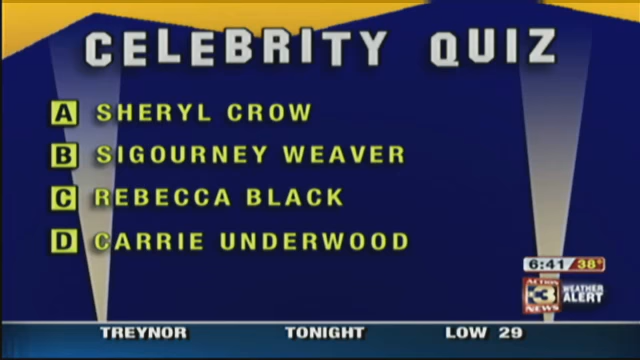 CELEBRITY QUIZ
A SHERYL CROW
B SIGOURNEY WEAVER
C REBECCA BLACK
D CARRIE UNDERWOOD
6:41 38°
ACTION 3 NEWS
WEATHER ALERT
TREYNOR TONIGHT LOW 29